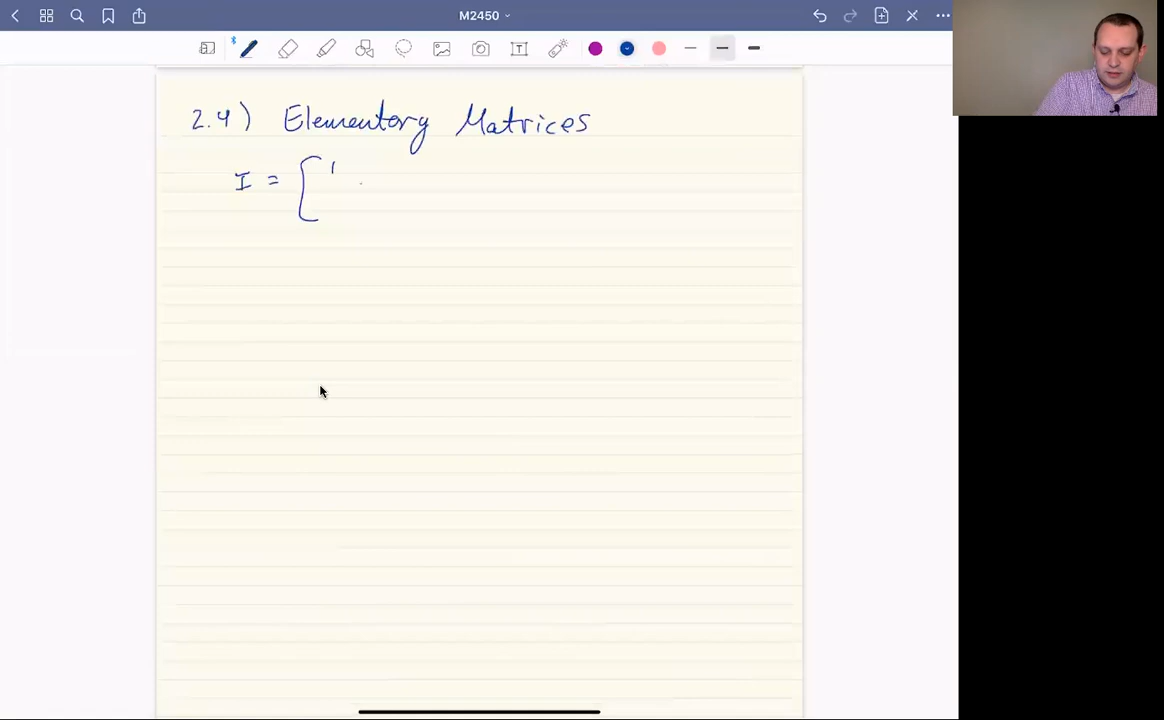 M2450
2.4) Elementary Matrices
I = [ 1